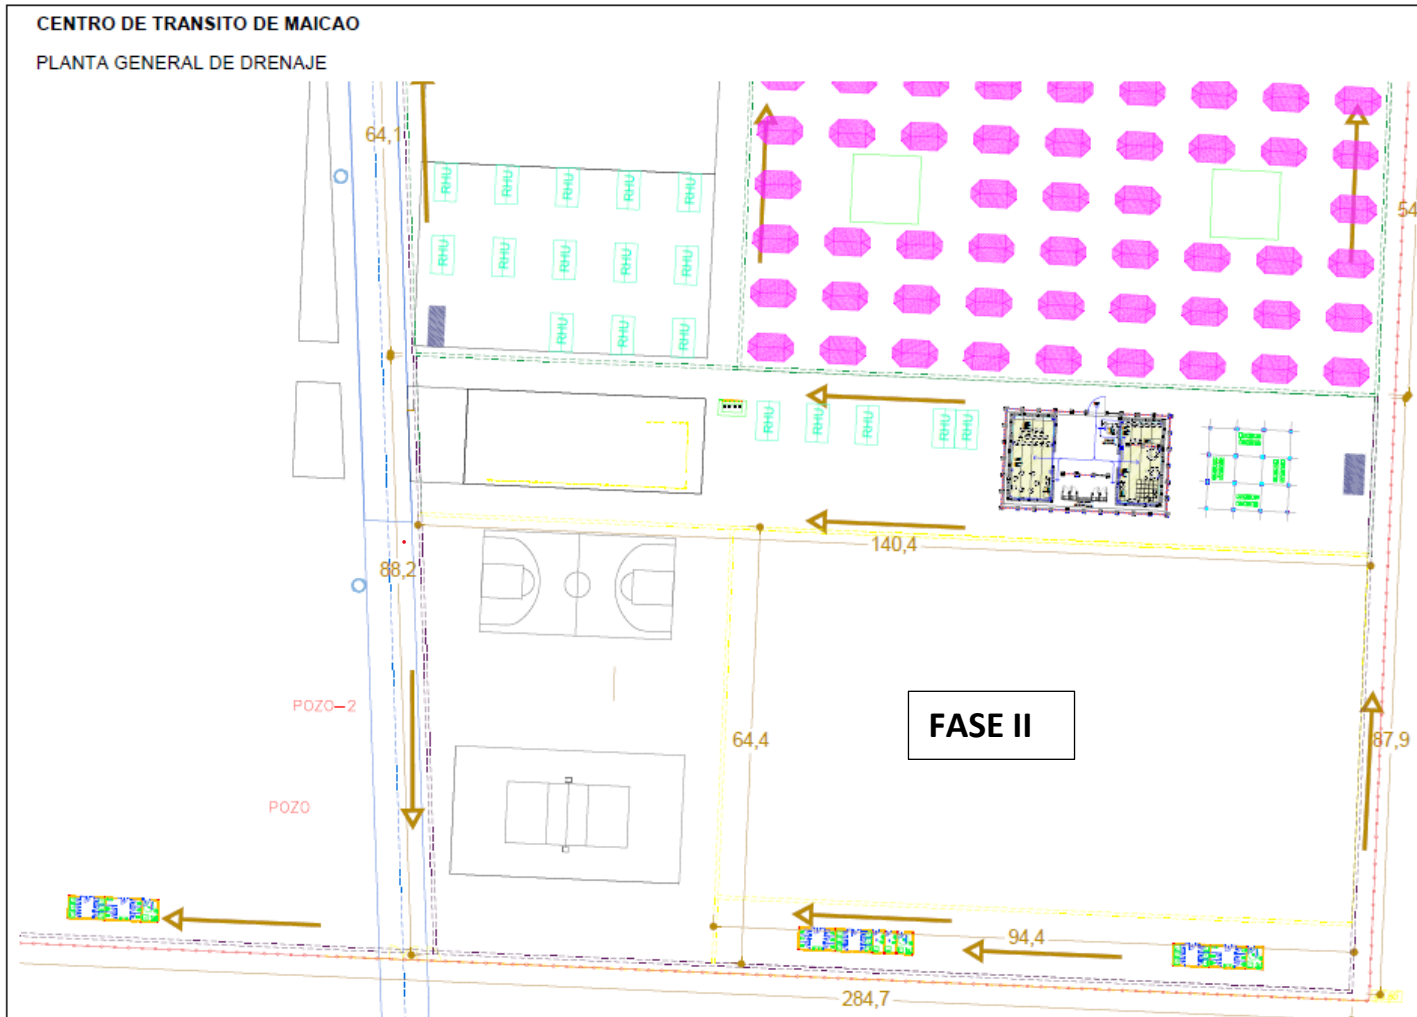 CENTRO DE TRANSITO DE MAICAO
PLANTA GENERAL DE DRENAJE
64,1
RHU RHU RHU RHU RHU
54
RHU RHU RHU RHU RHU
RHU RHU RHU
RHU RHU RHU RHU RHU
140,4
88,2
POZO-2
FASE II
64,4
87,9
POZO
94,4
284,7